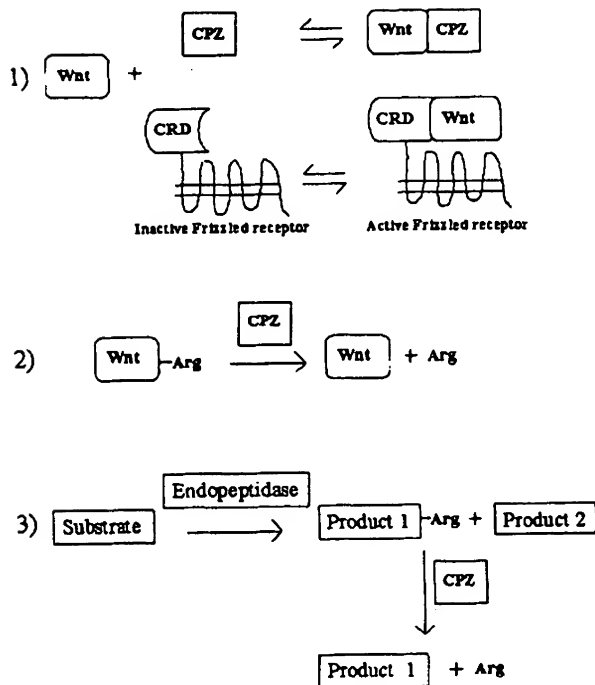 CPZ
Wnt CPZ
1) Wnt +
CRD
CRD Wnt
Inactive Frizzled receptor
Active Frizzled receptor
CPZ
2) Wnt -Arg
Wnt + Arg
Endopeptidase
3) Substrate
Product 1 -Arg + Product 2
CPZ
Product 1 + Arg